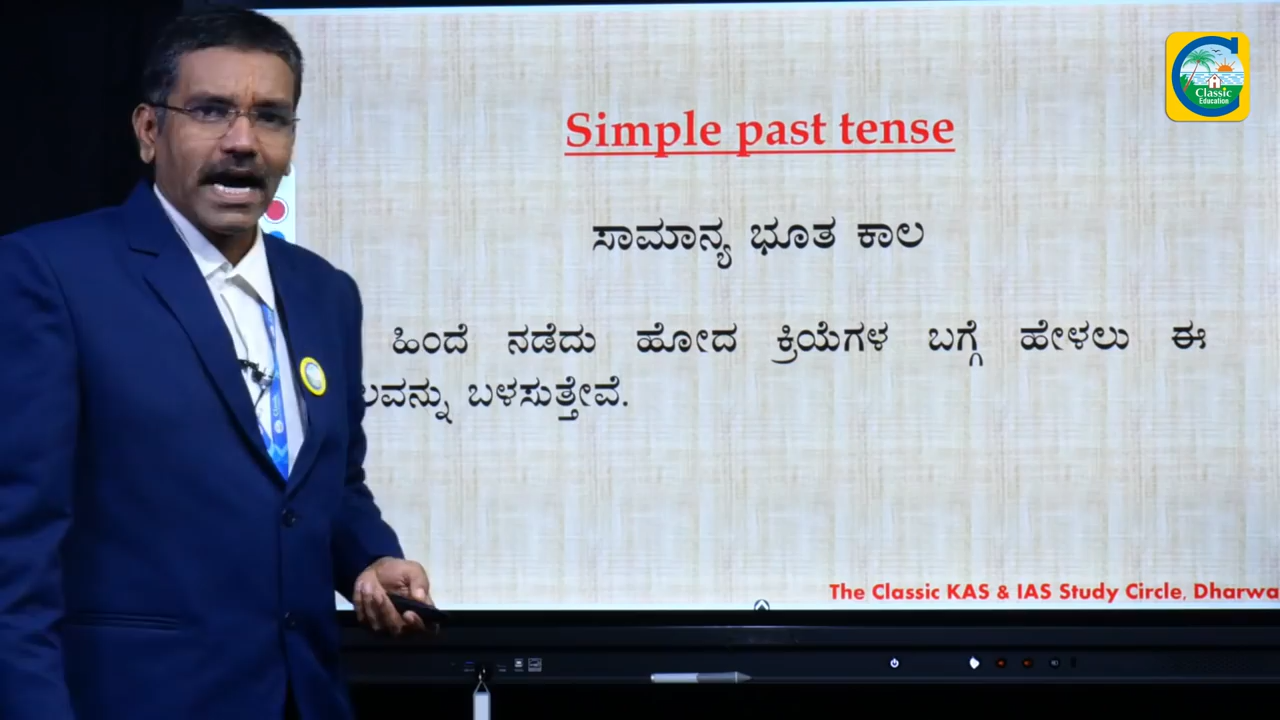 Classic
Education
Simple past tense
ಸಾಮಾನ್ಯ ಭೂತ ಕಾಲ
ಹಿಂದೆ ನಡೆದು ಹೋದ ಕ್ರಿಯೆಗಳ ಬಗ್ಗೆ ಹೇಳಲು ಈ
ಲವನ್ನು ಬಳಸುತ್ತೇವೆ.
The Classic KAS & IAS Study Circle, Dharwa